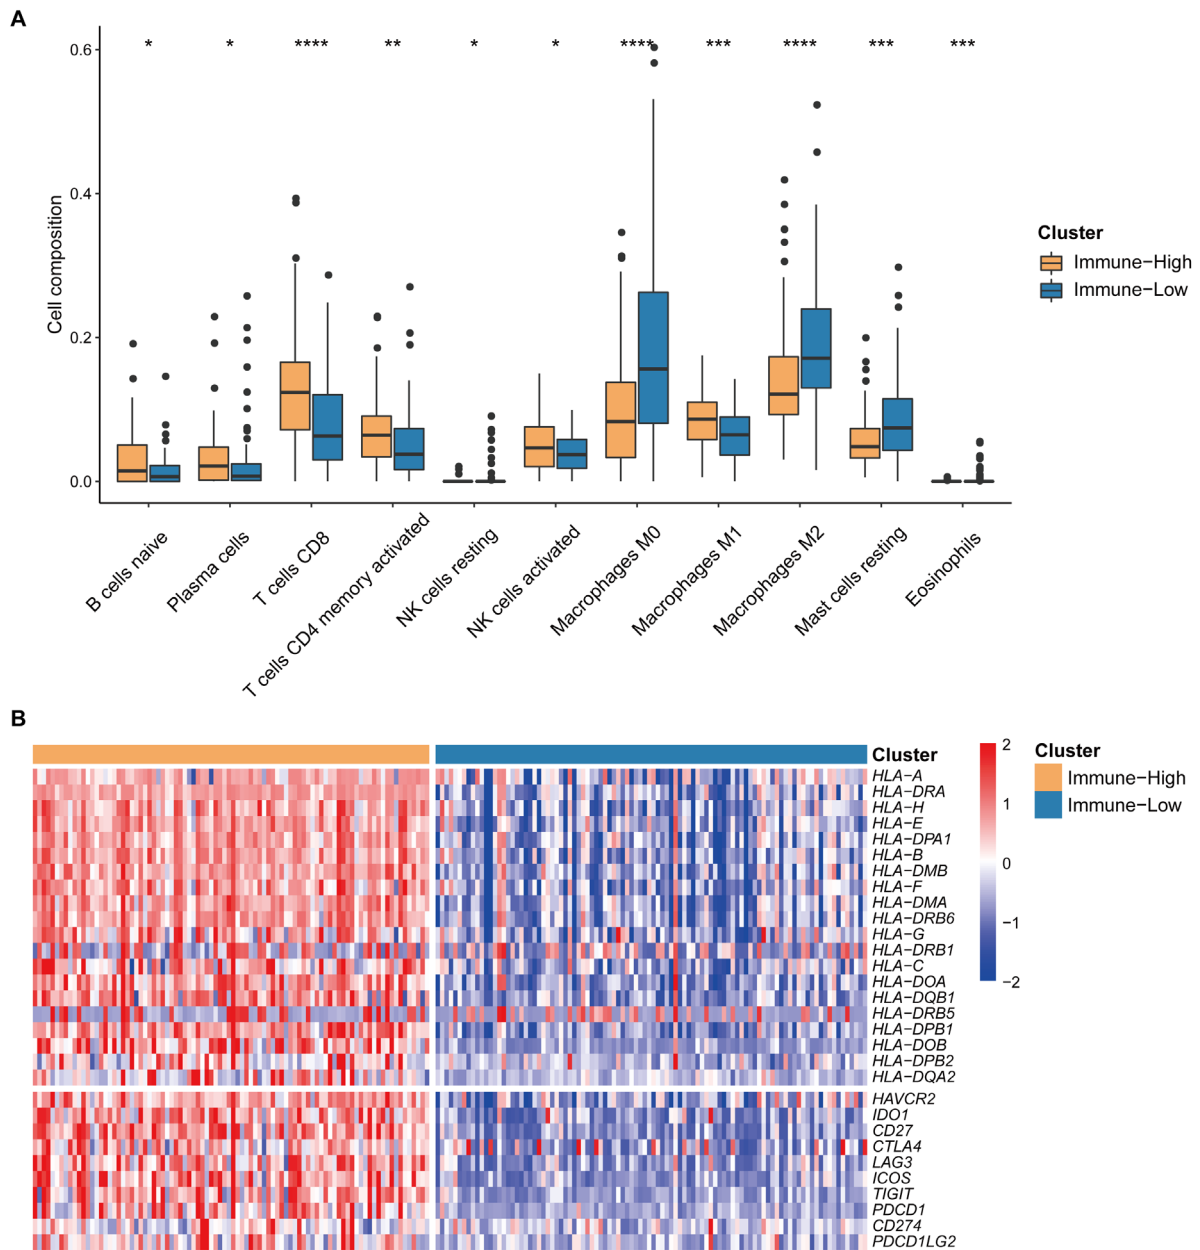 A
* * **** ** * * **** *** **** *** ***
0.6
0.4
0.2
0.0
Cell composition
B cells naive
Plasma cells
T cells CD8
T cells CD4 memory activated
NK cells resting
NK cells activated
Macrophages M0
Macrophages M1
Macrophages M2
Mast cells resting
Eosinophils
Cluster
Immune−High
Immune−Low
B
Cluster
HLA−A
HLA−DRA
HLA−H
HLA−E
HLA−DPA1
HLA−B
HLA−DMB
HLA−F
HLA−DMA
HLA−DRB6
HLA−G
HLA−DRB1
HLA−C
HLA−DOA
HLA−DQB1
HLA−DRB5
HLA−DPB1
HLA−DOB
HLA−DPB2
HLA−DQA2
HAVCR2
IDO1
CD27
CTLA4
LAG3
ICOS
TIGIT
PDCD1
CD274
PDCD1LG2
2
1
0
−1
−2
Cluster
Immune−High
Immune−Low